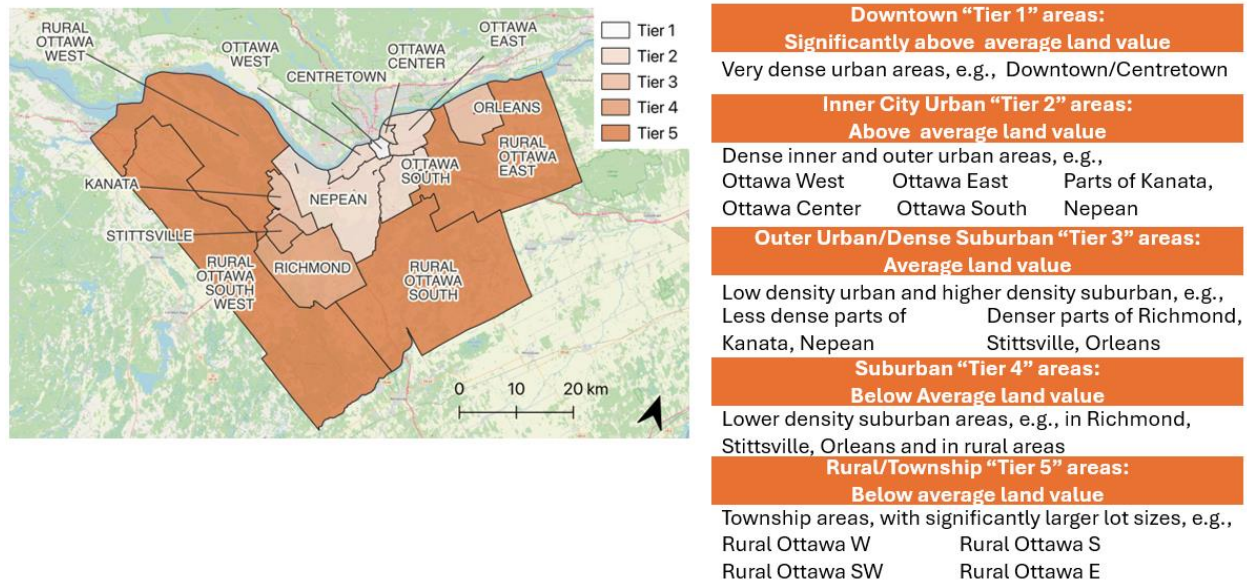 RURAL
OTTAWA
WEST
OTTAWA
WEST
OTTAWA
CENTER
OTTAWA
EAST
CENTRETOWN
ORLEANS
RURAL
OTTAWA
EAST
OTTAWA
SOUTH
KANATA
NEPEAN
STITTSVILLE
RICHMOND
RURAL
OTTAWA
SOUTH
WEST
RURAL
OTTAWA
SOUTH
0 10 20 km
Tier 1
Tier 2
Tier 3
Tier 4
Tier 5
Downtown “Tier 1” areas:
Significantly above average land value
Very dense urban areas, e.g., Downtown/Centretown
Inner City Urban “Tier 2” areas:
Above average land value
Dense inner and outer urban areas, e.g.,
Ottawa West Ottawa East Parts of Kanata,
Ottawa Center Ottawa South Nepean
Outer Urban/Dense Suburban “Tier 3” areas:
Average land value
Low density urban and higher density suburban, e.g.,
Less dense parts of Denser parts of Richmond,
Kanata, Nepean Stittsville, Orleans
Suburban “Tier 4” areas:
Below Average land value
Lower density suburban areas, e.g., in Richmond,
Stittsville, Orleans and in rural areas
Rural/Township “Tier 5” areas:
Below average land value
Township areas, with significantly larger lot sizes, e.g.,
Rural Ottawa W Rural Ottawa S
Rural Ottawa SW Rural Ottawa E